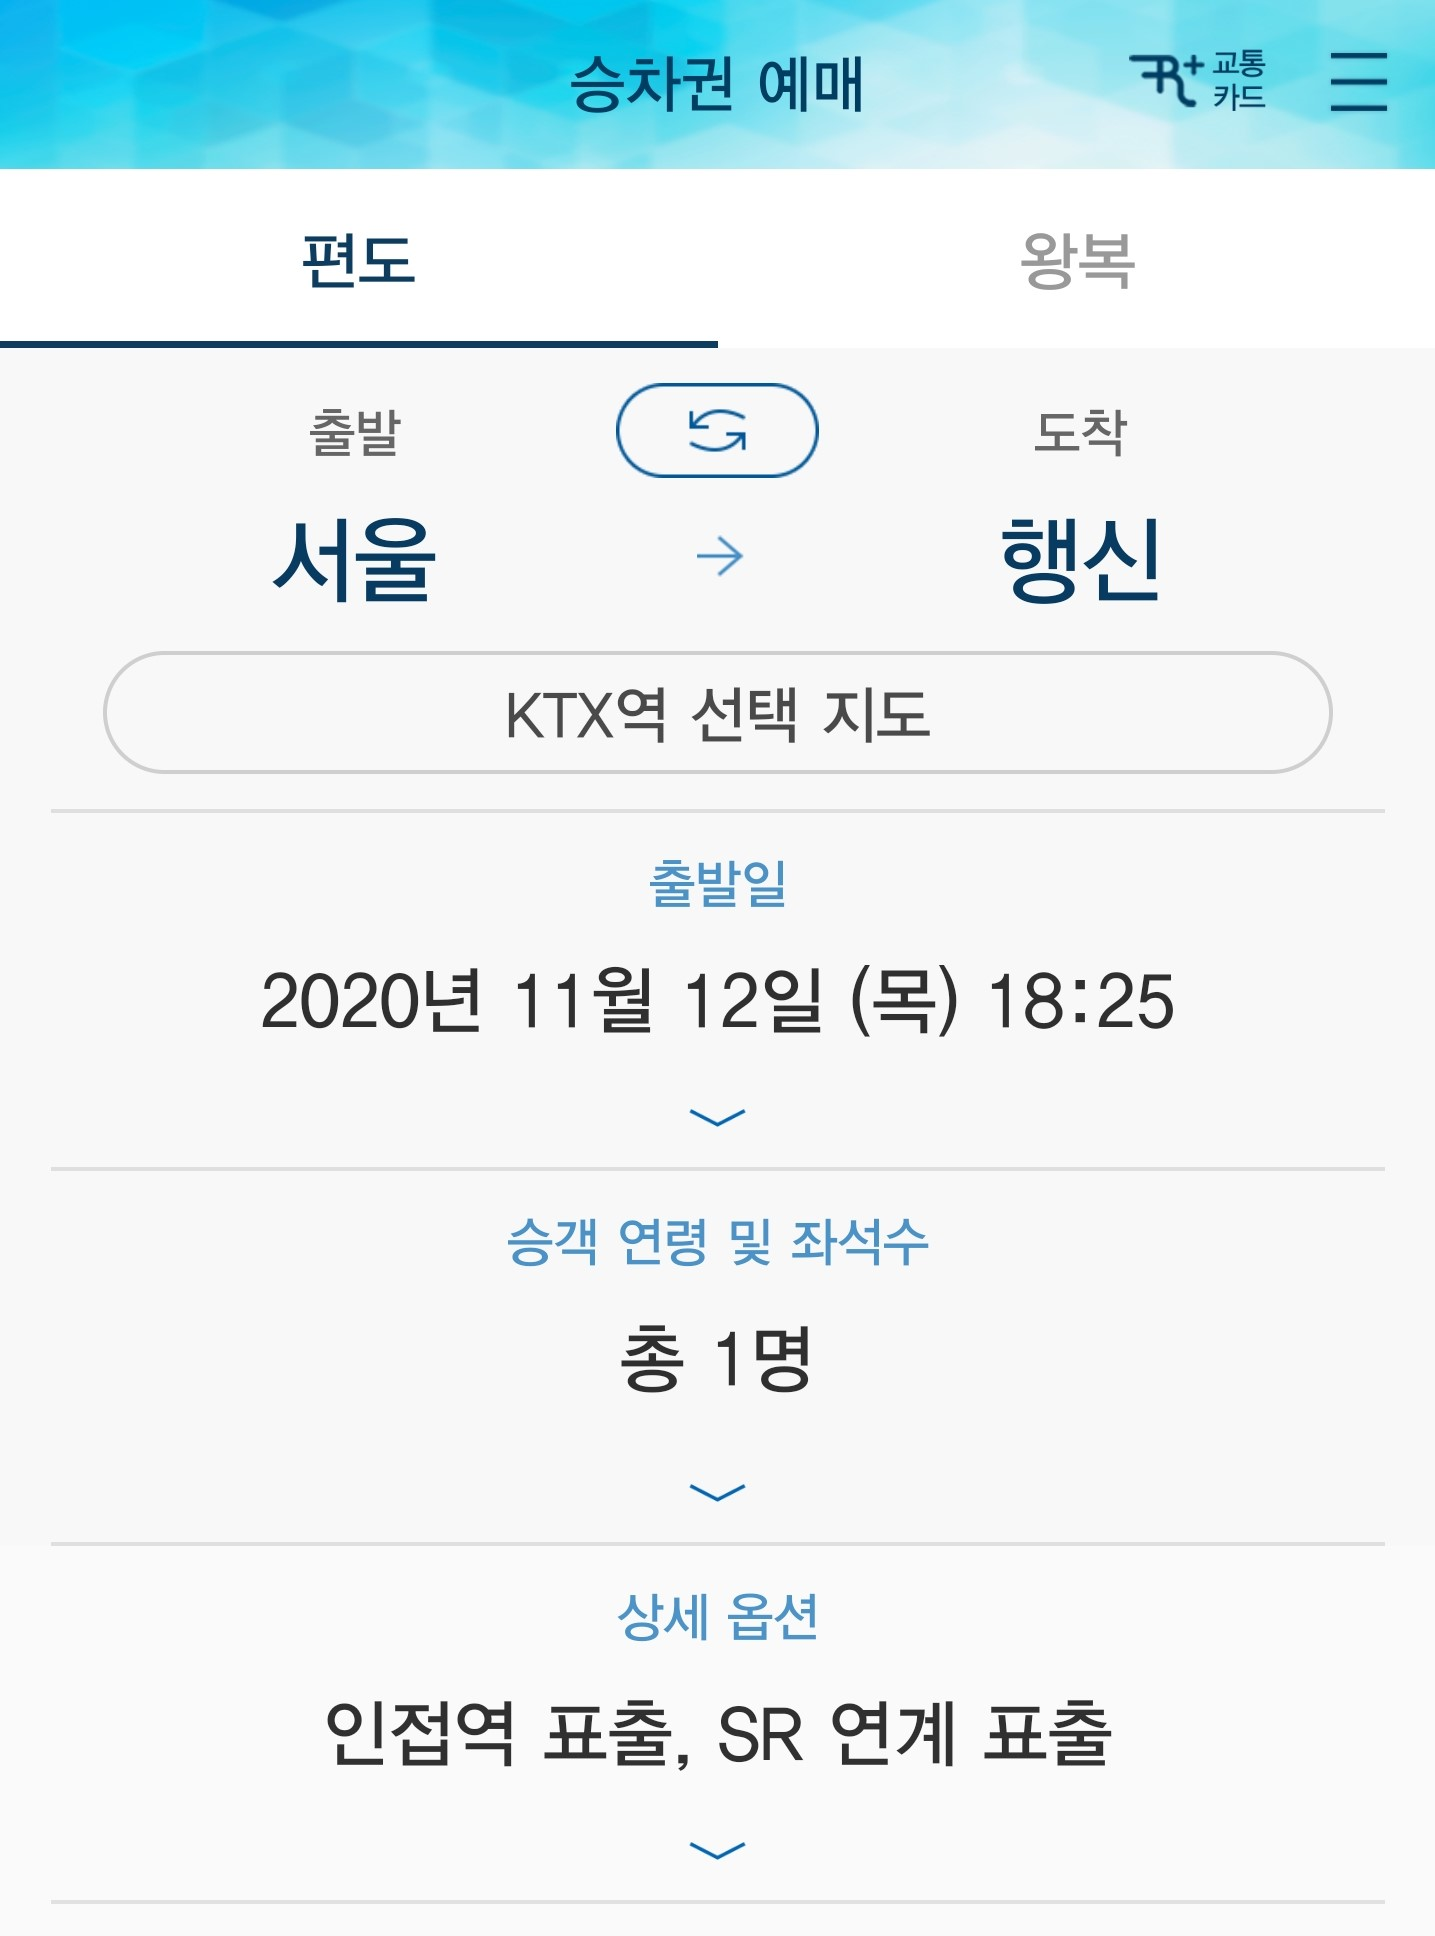 승차권 예매
R+ 교통
카드
편도 왕복
출발 도착
서울 → 행신
KTX역 선택 지도
출발일
2020년 11월 12일 (목) 18:25
승객 연령 및 좌석수
총 1명
상세 옵션
인접역 표출, SR 연계 표출